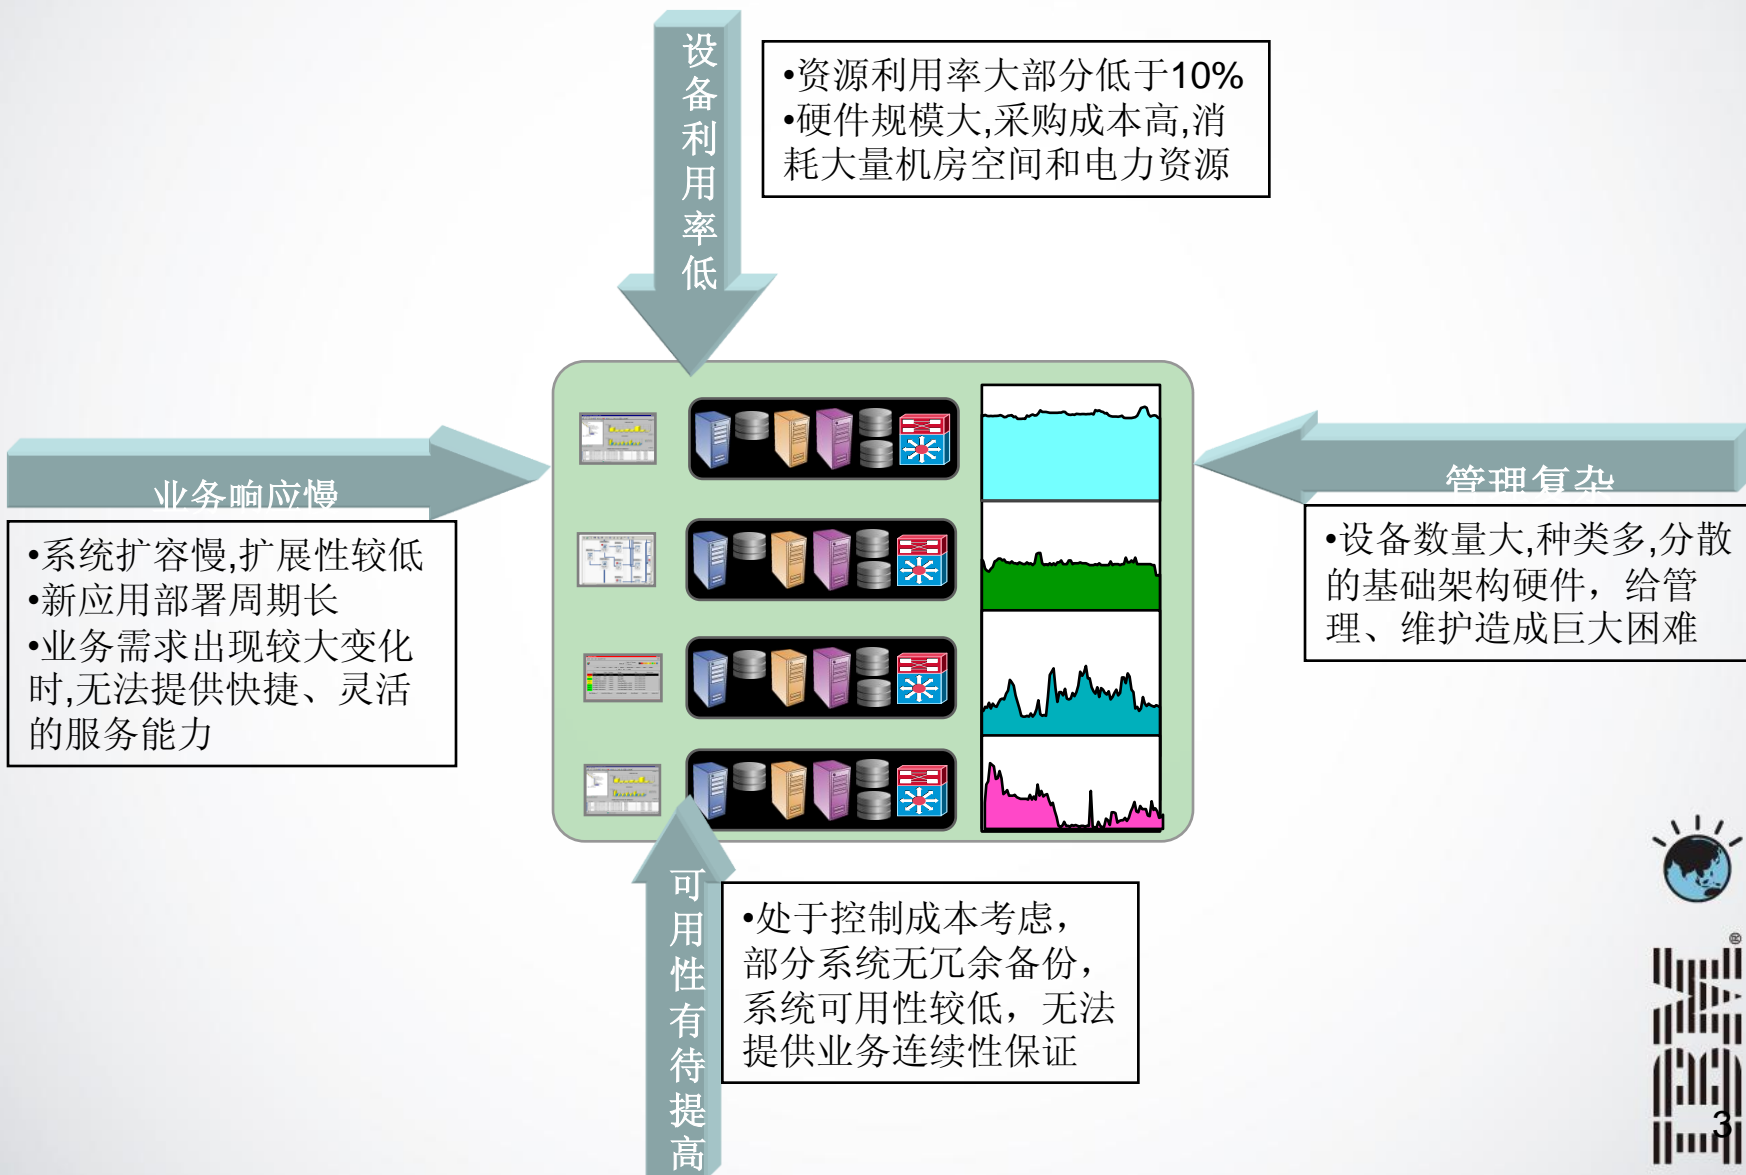 设备利用率低
•资源利用率大部分低于10%
•硬件规模大,采购成本高,消
耗大量机房空间和电力资源
业务响应慢
•系统扩容慢,扩展性较低
•新应用部署周期长
•业务需求出现较大变化
时,无法提供快捷、灵活
的服务能力
管理复杂
•设备数量大,种类多,分散
的基础架构硬件，给管
理、维护造成巨大困难
可用性有待提高
•处于控制成本考虑，
部分系统无冗余备份，
系统可用性较低，无法
提供业务连续性保证
IBM®
3